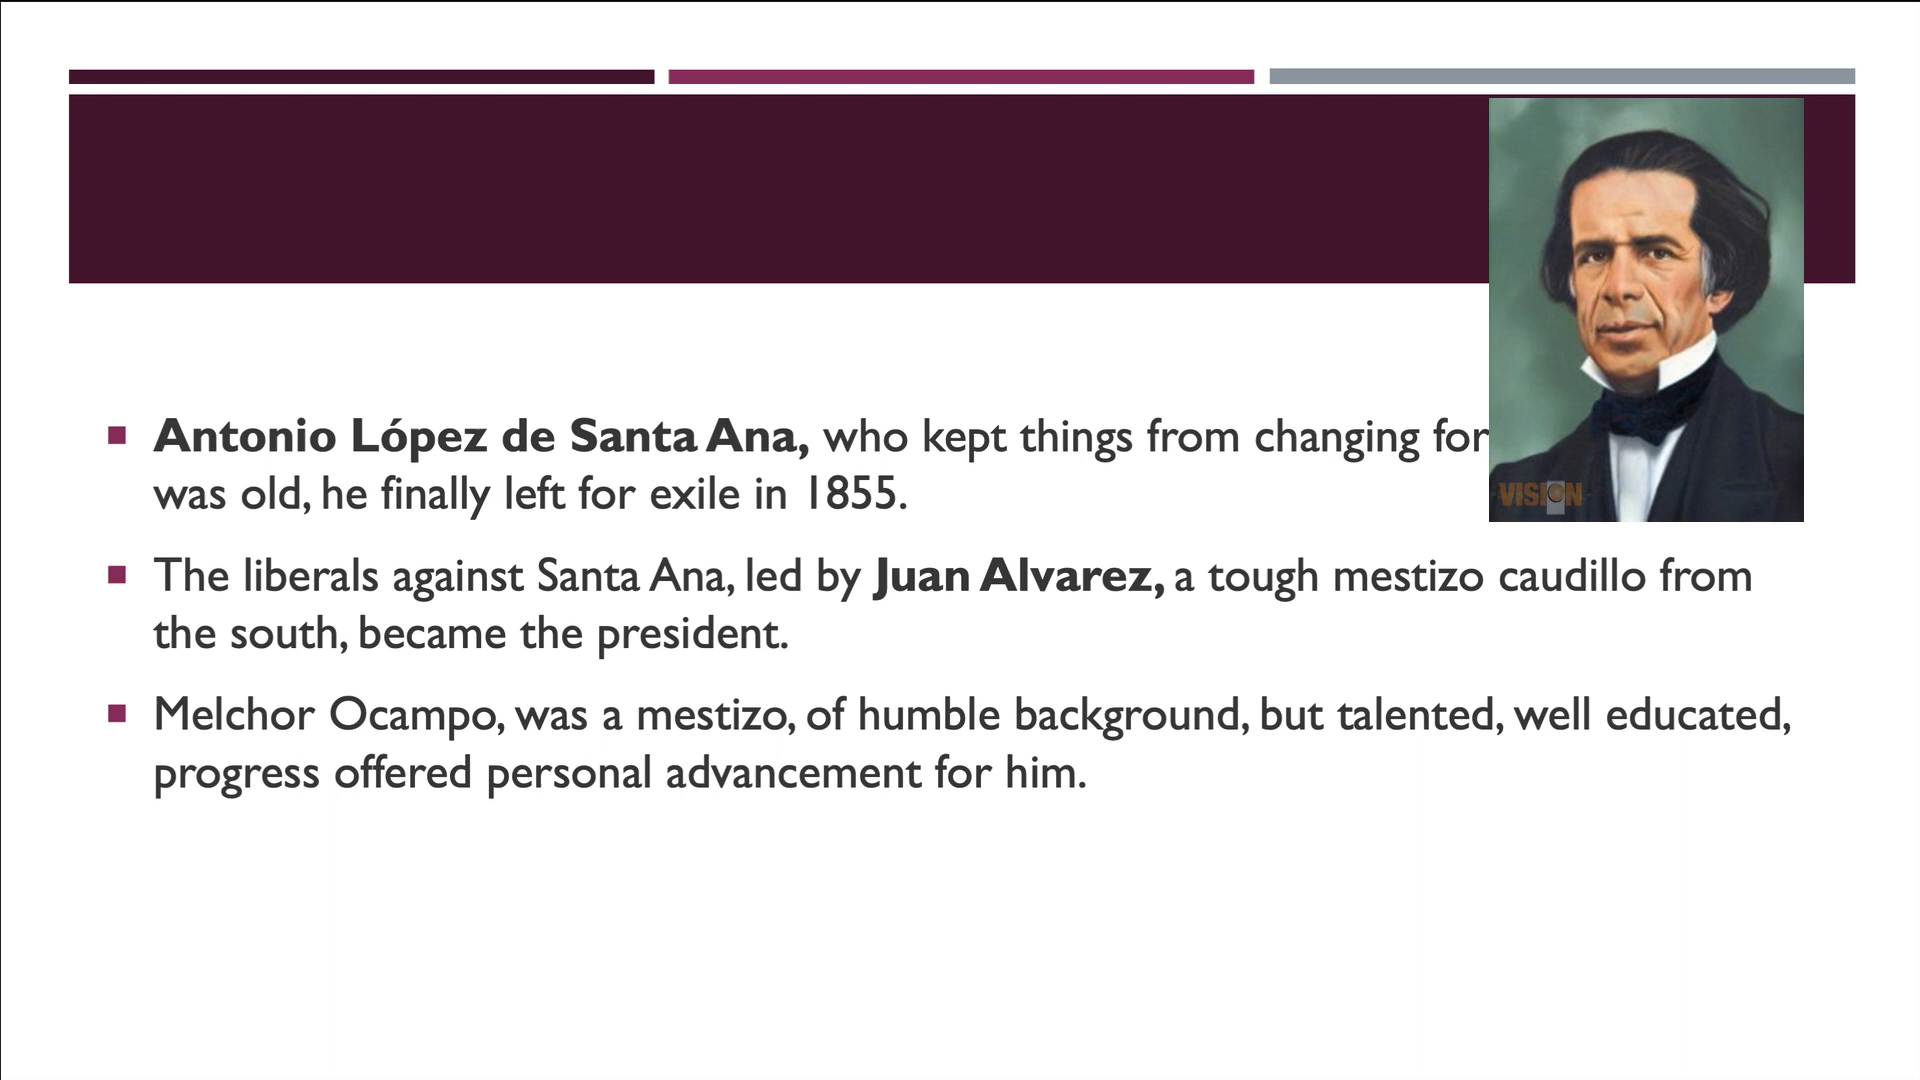 Antonio López de Santa Ana, who kept things from changing for
was old, he finally left for exile in 1855.
The liberals against Santa Ana, led by Juan Alvarez, a tough mestizo caudillo from
the south, became the president.
Melchor Ocampo, was a mestizo, of humble background, but talented, well educated,
progress offered personal advancement for him.
VISION